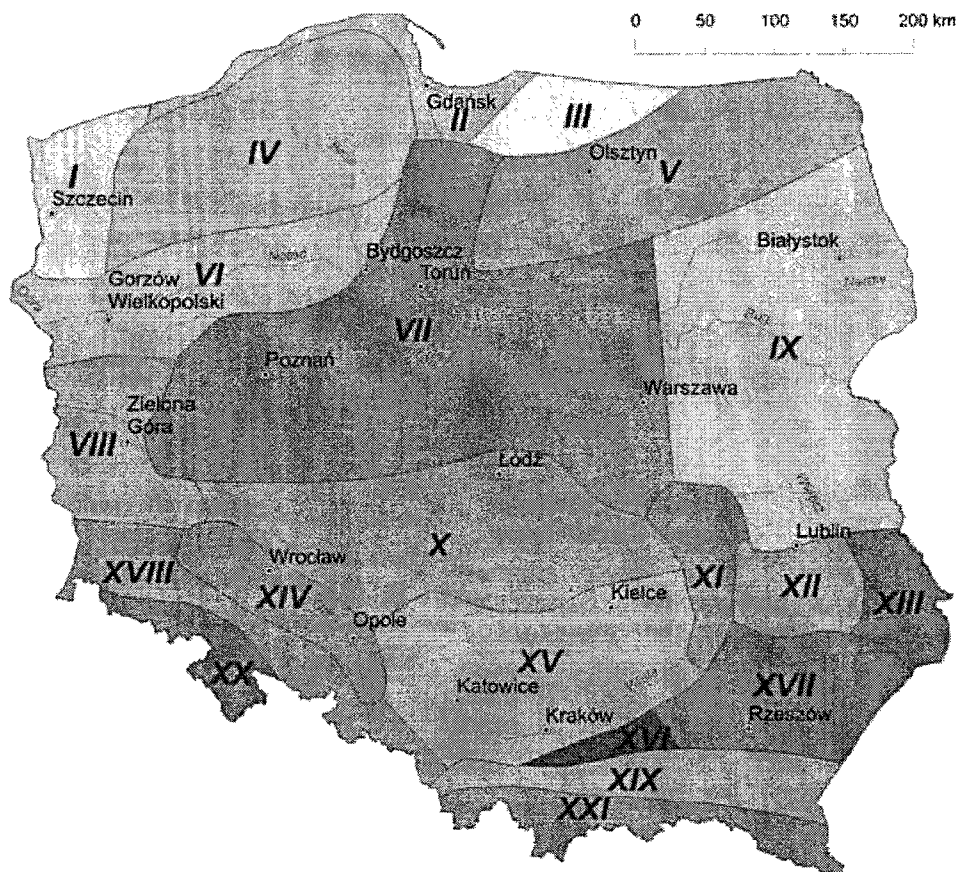 0 50 100 150 200 km
Gdańsk
II
III
IV
Olsztyn
V
I
Szczecin
Białystok
Bydgoszcz
Toruń
Gorzów
Wielkopolski
VI
VII
Bug
IX
Poznań
Warszawa
Zielona
Góra
VIII
Łódź
Lublin
X
Wrocław
XVIII
XIV
XI
XII
XIII
Kielce
Opole
XV
XX
Katowice
XVII
Kraków
Rzeszów
XVI
XIX
XXI